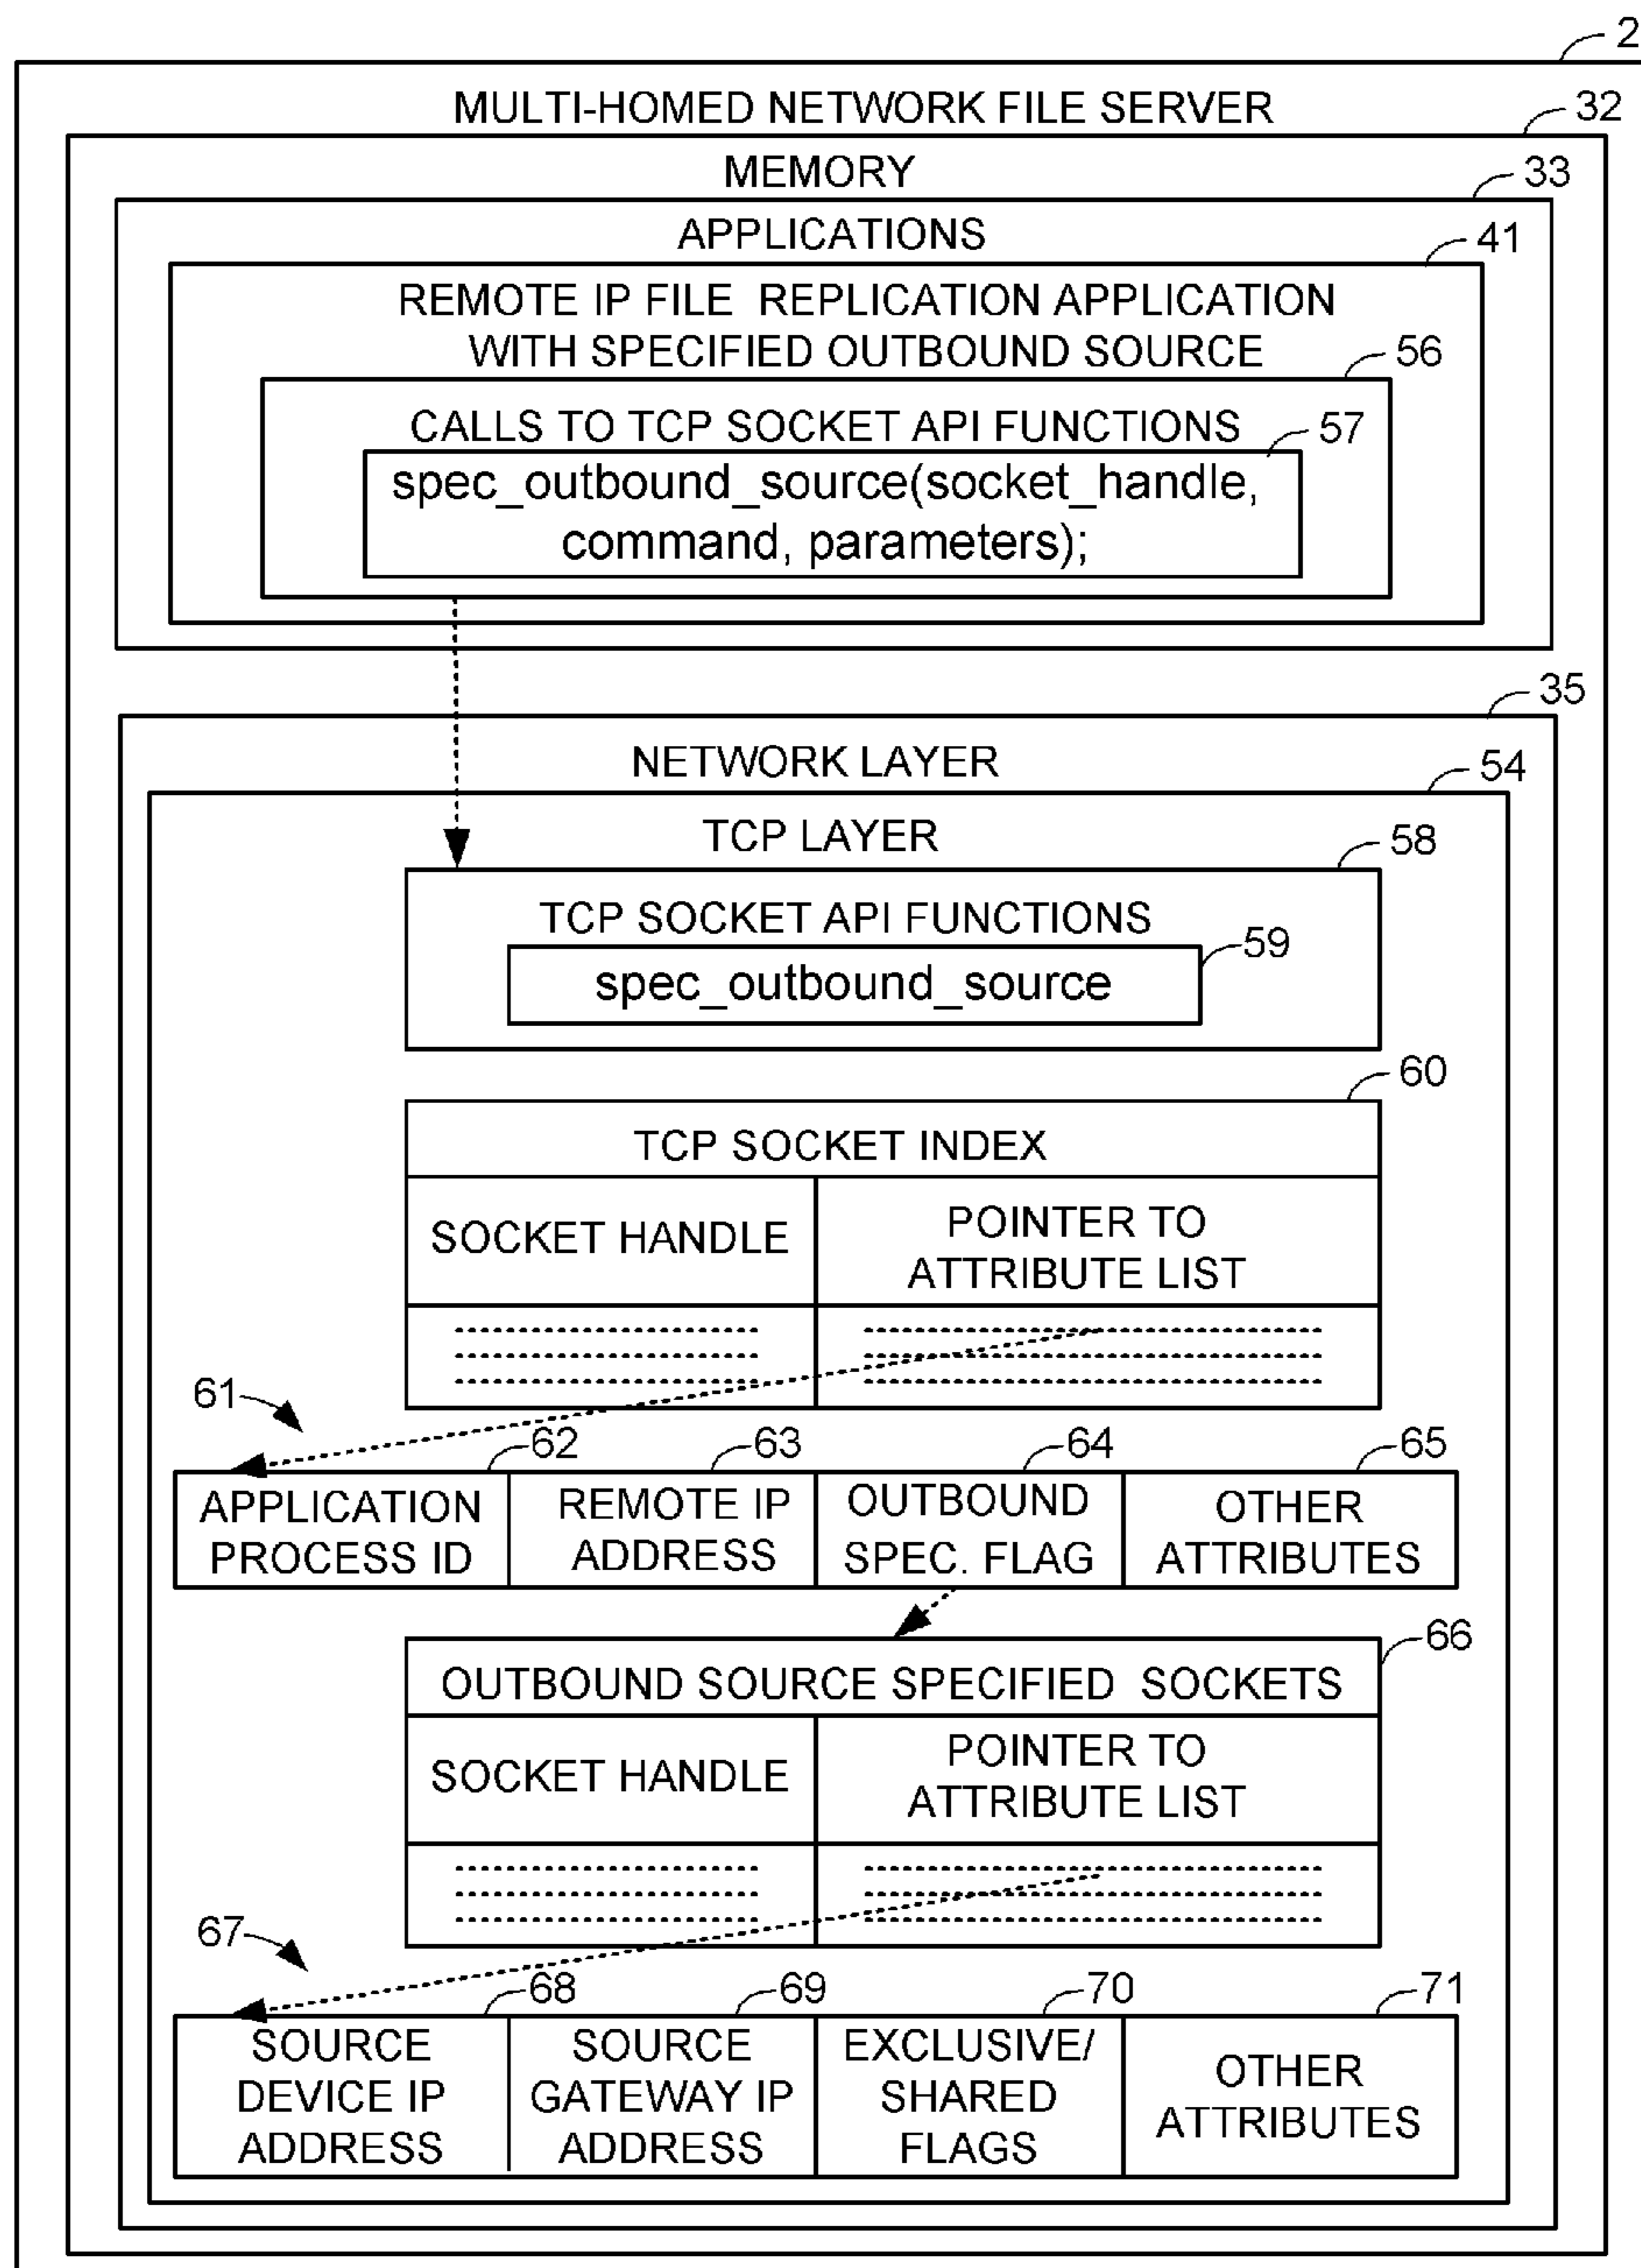 2
MULTI-HOMED NETWORK FILE SERVER
32
MEMORY
33
APPLICATIONS
41
REMOTE IP FILE REPLICATION APPLICATION
WITH SPECIFIED OUTBOUND SOURCE
56
CALLS TO TCP SOCKET API FUNCTIONS
57
spec_outbound_source(socket_handle,
command, parameters);
35
NETWORK LAYER
54
TCP LAYER
58
TCP SOCKET API FUNCTIONS
59
spec_outbound_source
60
TCP SOCKET INDEX
SOCKET HANDLE
POINTER TO
ATTRIBUTE LIST
61
62
63
64
65
APPLICATION
PROCESS ID
REMOTE IP
ADDRESS
OUTBOUND
SPEC. FLAG
OTHER
ATTRIBUTES
66
OUTBOUND SOURCE SPECIFIED SOCKETS
SOCKET HANDLE
POINTER TO
ATTRIBUTE LIST
67
68
69
70
71
SOURCE
DEVICE IP
ADDRESS
SOURCE
GATEWAY IP
ADDRESS
EXCLUSIVE/
SHARED
FLAGS
OTHER
ATTRIBUTES